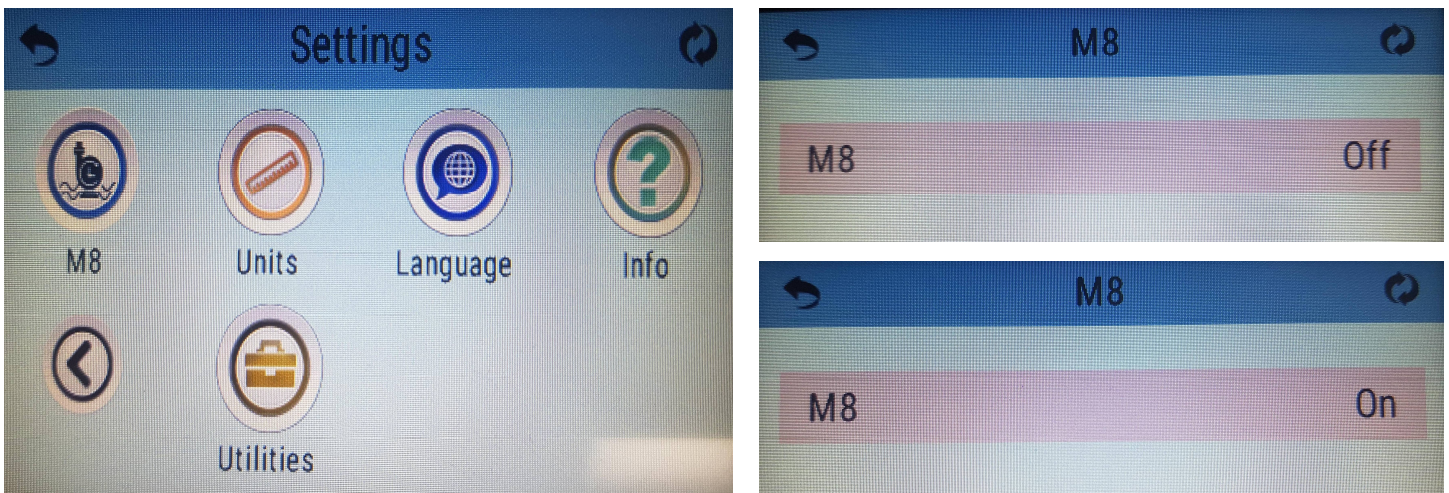 Settings
M8 Units Language Info
Utilities
M8
M8 Off
M8
M8 On